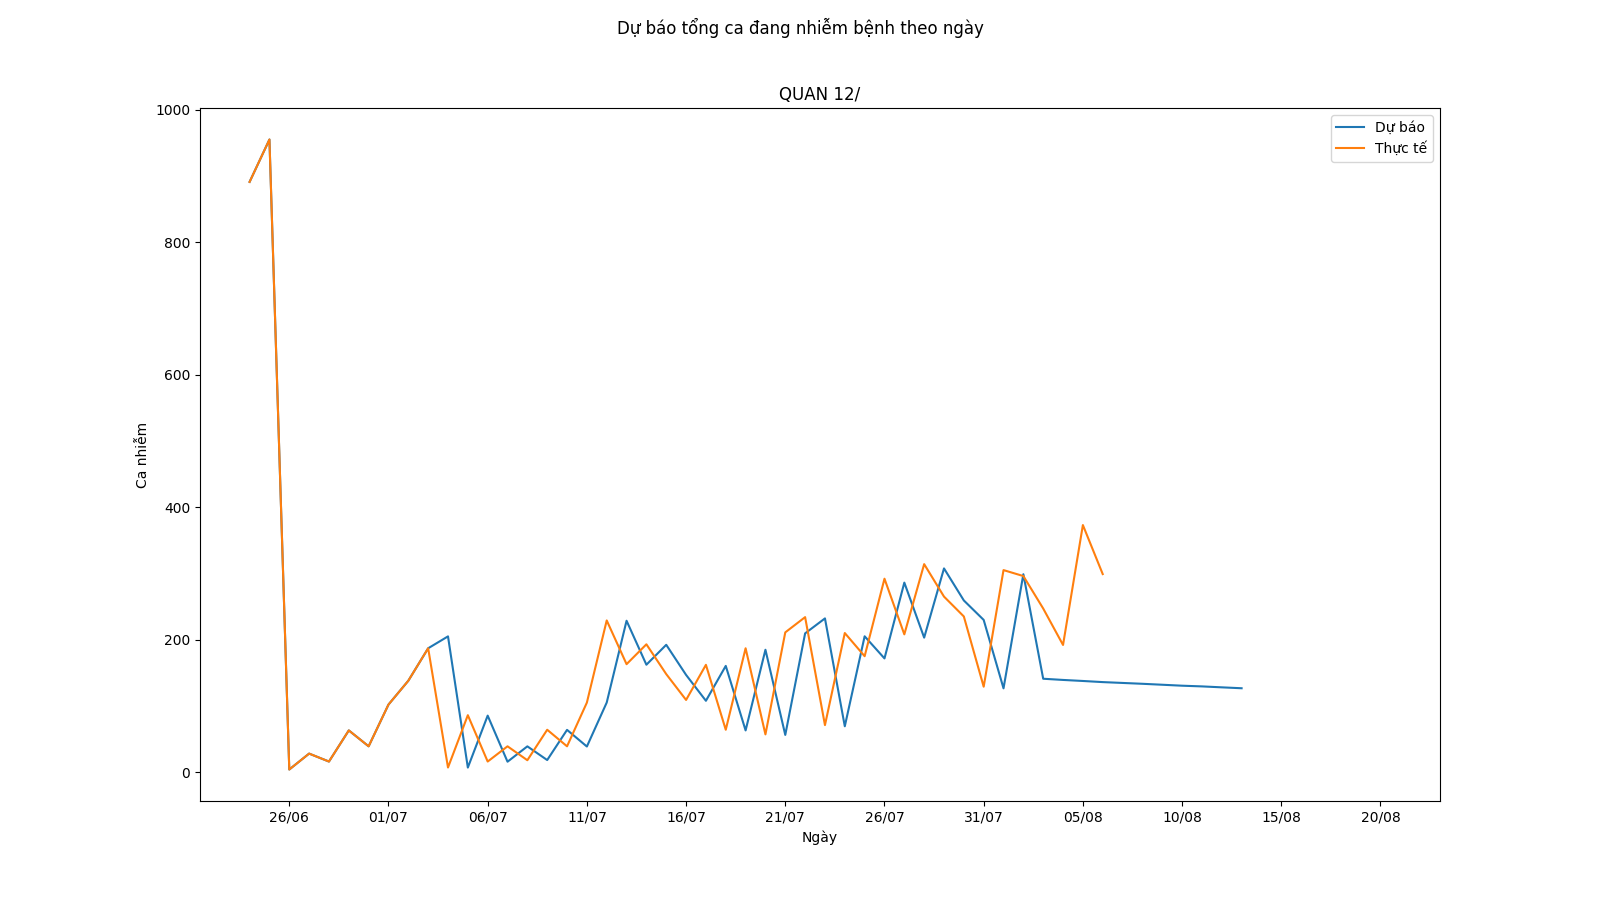 Dự báo tổng ca đang nhiễm bệnh theo ngày
QUAN 12/
Dự báo
Thực tế
1000
800
600
400
200
0
Ca nhiễm
26/06 01/07 06/07 11/07 16/07 21/07 26/07 31/07 05/08 10/08 15/08 20/08
Ngày